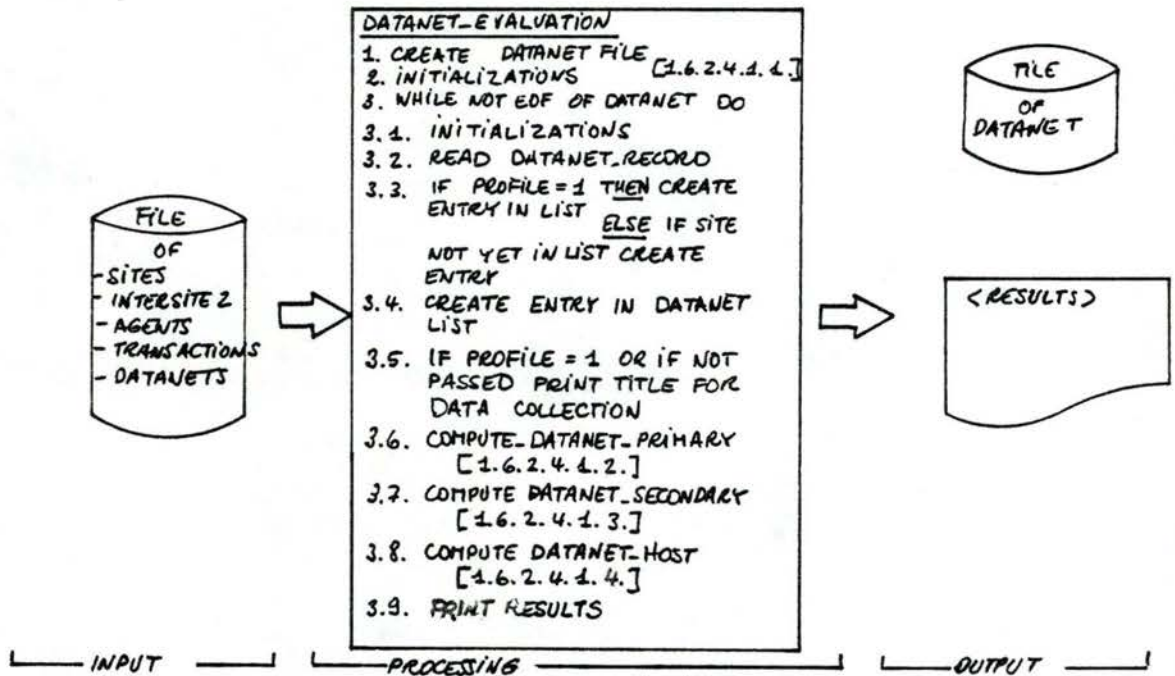 DATANET_EVALUATION
1. CREATE DATANET FILE
[1.6.2.4.1.1.]
2. INITIALIZATIONS
3. WHILE NOT EOF OF DATANET DO
3.1. INITIALIZATIONS
3.2. READ DATANET_RECORD
3.3. IF PROFILE = 1 THEN CREATE
ENTRY IN LIST
ELSE IF SITE
NOT YET IN LIST CREATE
ENTRY
3.4. CREATE ENTRY IN DATANET
LIST
3.5. IF PROFILE = 1 OR IF NOT
PASSED PRINT TITLE FOR
DATA COLLECTION
3.6. COMPUTE_DATANET_PRIMARY
[1.6.2.4.1.2.]
3.7. COMPUTE DATANET_SECONDARY
[1.6.2.4.1.3.]
3.8. COMPUTE DATANET_HOST
[1.6.2.4.1.4.]
3.9. PRINT RESULTS
FILE
OF
- SITES
- INTERSITE 2
- AGENTS
- TRANSACTIONS
- DATANETS
FILE
OF
DATANET
<RESULTS>
INPUT
PROCESSING
OUTPUT